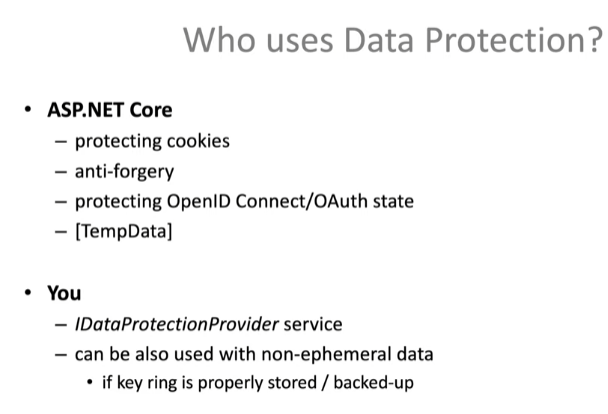 Who uses Data Protection?
• ASP.NET Core
– protecting cookies
– anti-forgery
– protecting OpenID Connect/OAuth state
– [TempData]
• You
– IDataProtectionProvider service
– can be also used with non-ephemeral data
• if key ring is properly stored / backed-up